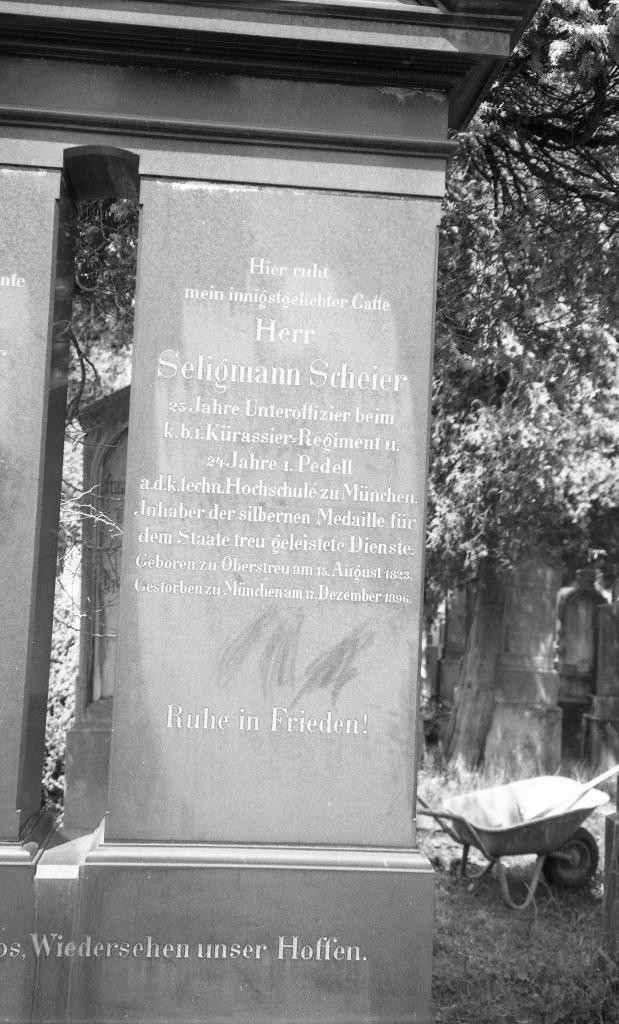 nte
Hier ruht
mein innigstgeliebter Gatte
Herr
Seligmann Scheier
25 Jahre Unteroffizier beim
k.b.1.Kürassier-Regiment u.
24 Jahre 1. Pedell
a.d.k.techn.Hochschule zu München.
Jnhaber der silbernen Medaille für
dem Staate treu geleistete Dienste.
Geboren zu Oberstreu am 15. August 1823.
Gestorben zu München am 17. Dezember 1896.
Ruhe in Frieden!
os, Wiedersehen unser Hoffen.